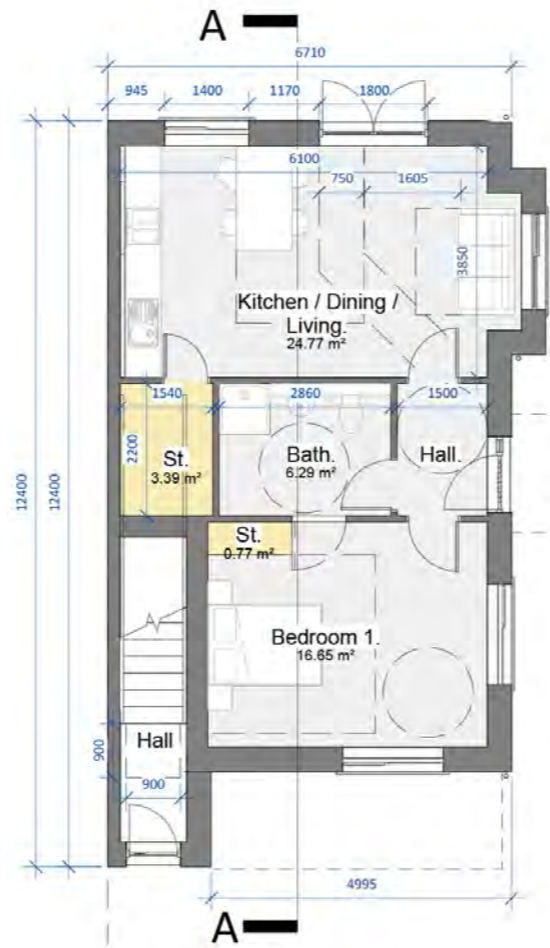 A
6710
945 1400 1170 1800
6100
750 1605
3850
Kitchen / Dining /
Living.
24.77 m²
1540 2860 1500
2200
St.
3.39 m²
Bath.
6.29 m²
Hall.
12400
12400
St.
0.77 m²
Bedroom 1.
16.65 m²
900
Hall
900
4995
A